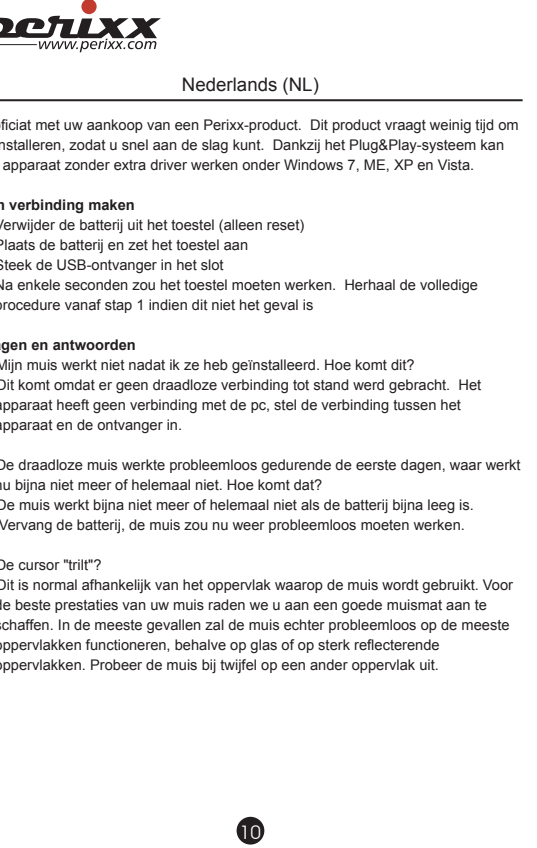 perixx
www.perixx.com
Nederlands (NL)
oficiat met uw aankoop van een Perixx-product. Dit product vraagt weinig tijd om
nstalleren, zodat u snel aan de slag kunt. Dankzij het Plug&Play-systeem kan
apparaat zonder extra driver werken onder Windows 7, ME, XP en Vista.
n verbinding maken
Verwijder de batterij uit het toestel (alleen reset)
Plaats de batterij en zet het toestel aan
Steek de USB-ontvanger in het slot
Na enkele seconden zou het toestel moeten werken. Herhaal de volledige
procedure vanaf stap 1 indien dit niet het geval is
gen en antwoorden
Mijn muis werkt niet nadat ik ze heb geïnstalleerd. Hoe komt dit?
Dit komt omdat er geen draadloze verbinding tot stand werd gebracht. Het
apparaat heeft geen verbinding met de pc, stel de verbinding tussen het
apparaat en de ontvanger in.
De draadloze muis werkte probleemloos gedurende de eerste dagen, waar werkt
nu bijna niet meer of helemaal niet. Hoe komt dat?
De muis werkt bijna niet meer of helemaal niet als de batterij bijna leeg is.
Vervang de batterij, de muis zou nu weer probleemloos moeten werken.
De cursor "trilt"?
Dit is normal afhankelijk van het oppervlak waarop de muis wordt gebruikt. Voor
de beste prestaties van uw muis raden we u aan een goede muismat aan te
schaffen. In de meeste gevallen zal de muis echter probleemloos op de meeste
oppervlakken functioneren, behalve op glas of op sterk reflecterende
oppervlakken. Probeer de muis bij twijfel op een ander oppervlak uit.
10